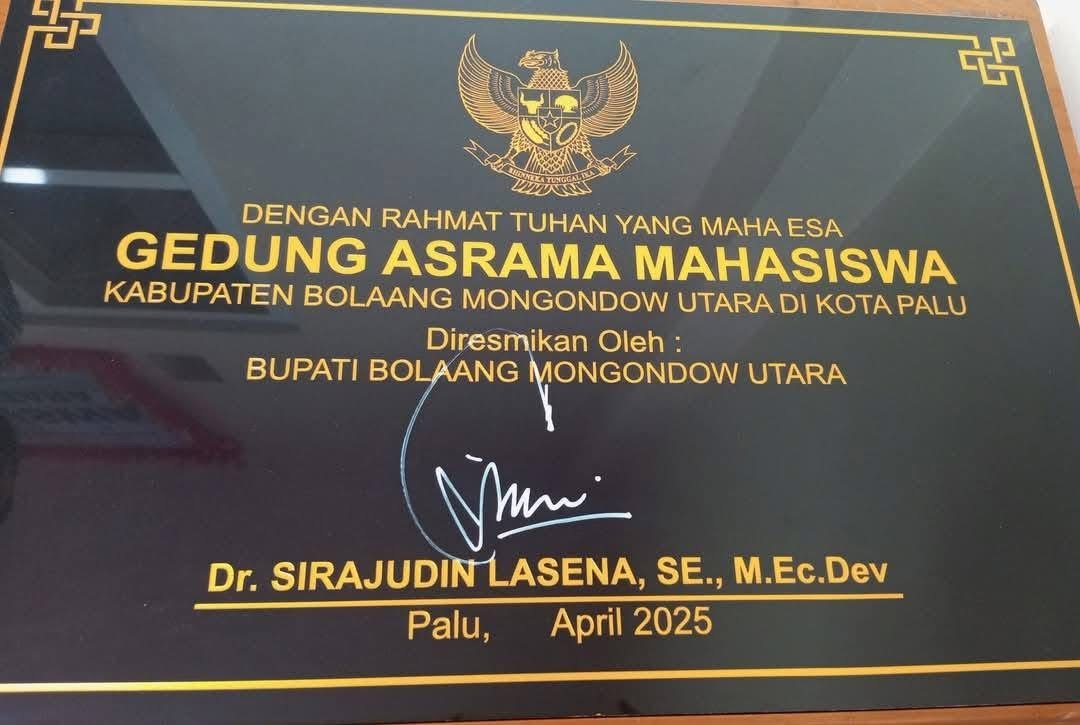 BHINNEKA TUNGGAL IKA
DENGAN RAHMAT TUHAN YANG MAHA ESA
GEDUNG ASRAMA MAHASISWA
KABUPATEN BOLAANG MONGONDOW UTARA DI KOTA PALU
Diresmikan Oleh :
BUPATI BOLAANG MONGONDOW UTARA
Dr. SIRAJUDIN LASENA, SE., M.Ec.Dev
Palu, April 2025